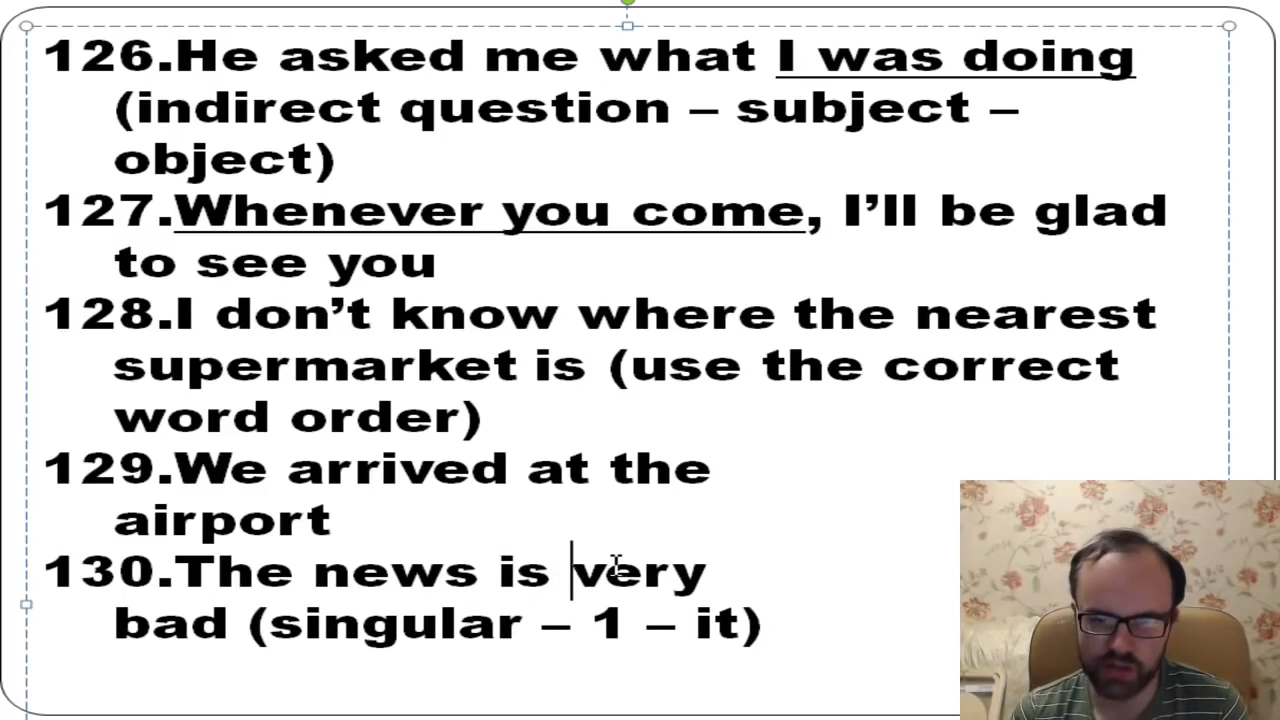 126.He asked me what I was doing
(indirect question – subject –
object)
127.Whenever you come, I’ll be glad
to see you
128.I don’t know where the nearest
supermarket is (use the correct
word order)
129.We arrived at the
airport
130.The news is very
bad (singular – 1 – it)